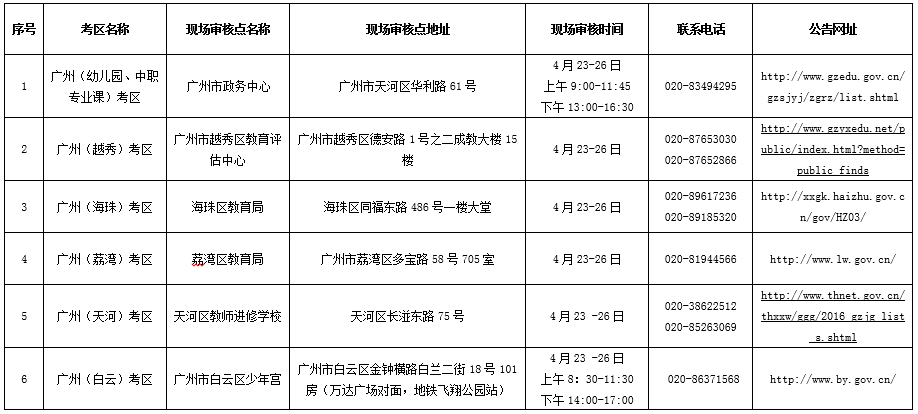 序号 考区名称 现场审核点名称 现场审核点地址 现场审核时间 联系电话 公告网址
1
广州（幼儿园、中职
专业课）考区
广州市政务中心
广州市天河区华利路 61 号
4 月 23-26 日
上午 9:00-11:45
下午 13:00-16:30
020-83494295
http://www.gzedu.gov.cn/
gzsjyj/zgrz/list.shtml
2
广州（越秀）考区
广州市越秀区教育评
估中心
广州市越秀区德安路 1 号之二成教大楼 15
楼
4 月 23-26 日
020-87653030
020-87652866
http://www.gzyxedu.net/p
ublic/index.html?method=
public_finds
3
广州（海珠）考区
海珠区教育局
海珠区同福东路 486 号一楼大堂
4 月 23-26 日
020-89617236
020-89185320
http://xxgk.haizhu.gov.c
n/gov/HZ03/
4
广州（荔湾）考区
荔湾区教育局
广州市荔湾区多宝路 58 号 705 室
4 月 23-26 日
020-81944566
http://www.lw.gov.cn/
5
广州（天河）考区
天河区教师进修学校
天河区长湴东路 75 号
4 月 23 -26 日
020-38622512
020-85263069
http://www.thnet.gov.cn/
thxxw/ggg/2016_gzjg_list
_s.shtml
6
广州（白云）考区
广州市白云区少年宫
广州市白云区金钟横路白兰二街 18 号 101
房（万达广场对面，地铁飞翔公园站）
4 月 23 -26 日
上午 8：30-11:30
下午 14:00-17:00
020-86371568
http://www.by.gov.cn/